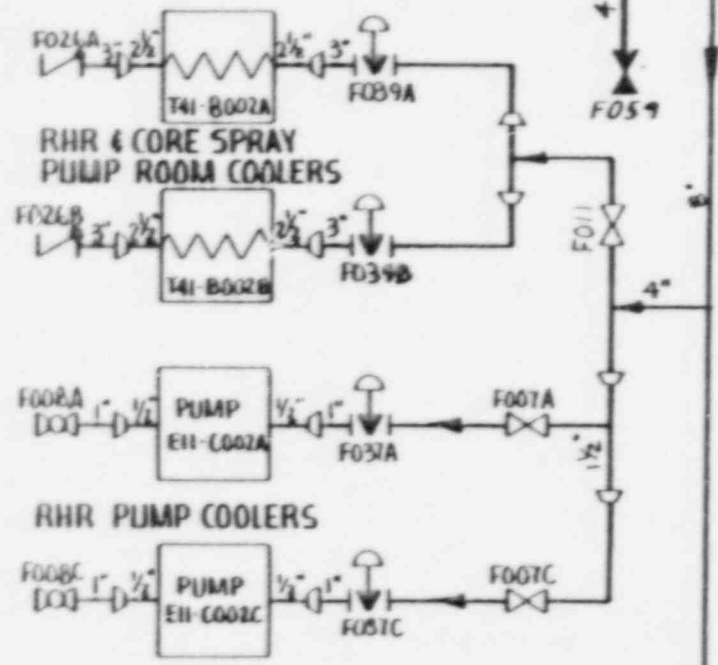 4"
F026A 3" 2½" 2½" 3"
F039A
T41-B002A
F059
RHR & CORE SPRAY
PUMP ROOM COOLERS
8"
F026B 3" 2½" 2½" 3"
F011
F039B
T41-B002B
4"
F008A 1" ½" PUMP ½" 1" F007A
E11-C002A
F037A
1½"
RHR PUMP COOLERS
F008C 1" ½" PUMP ½" 1" F007C
E11-C002C
F037C